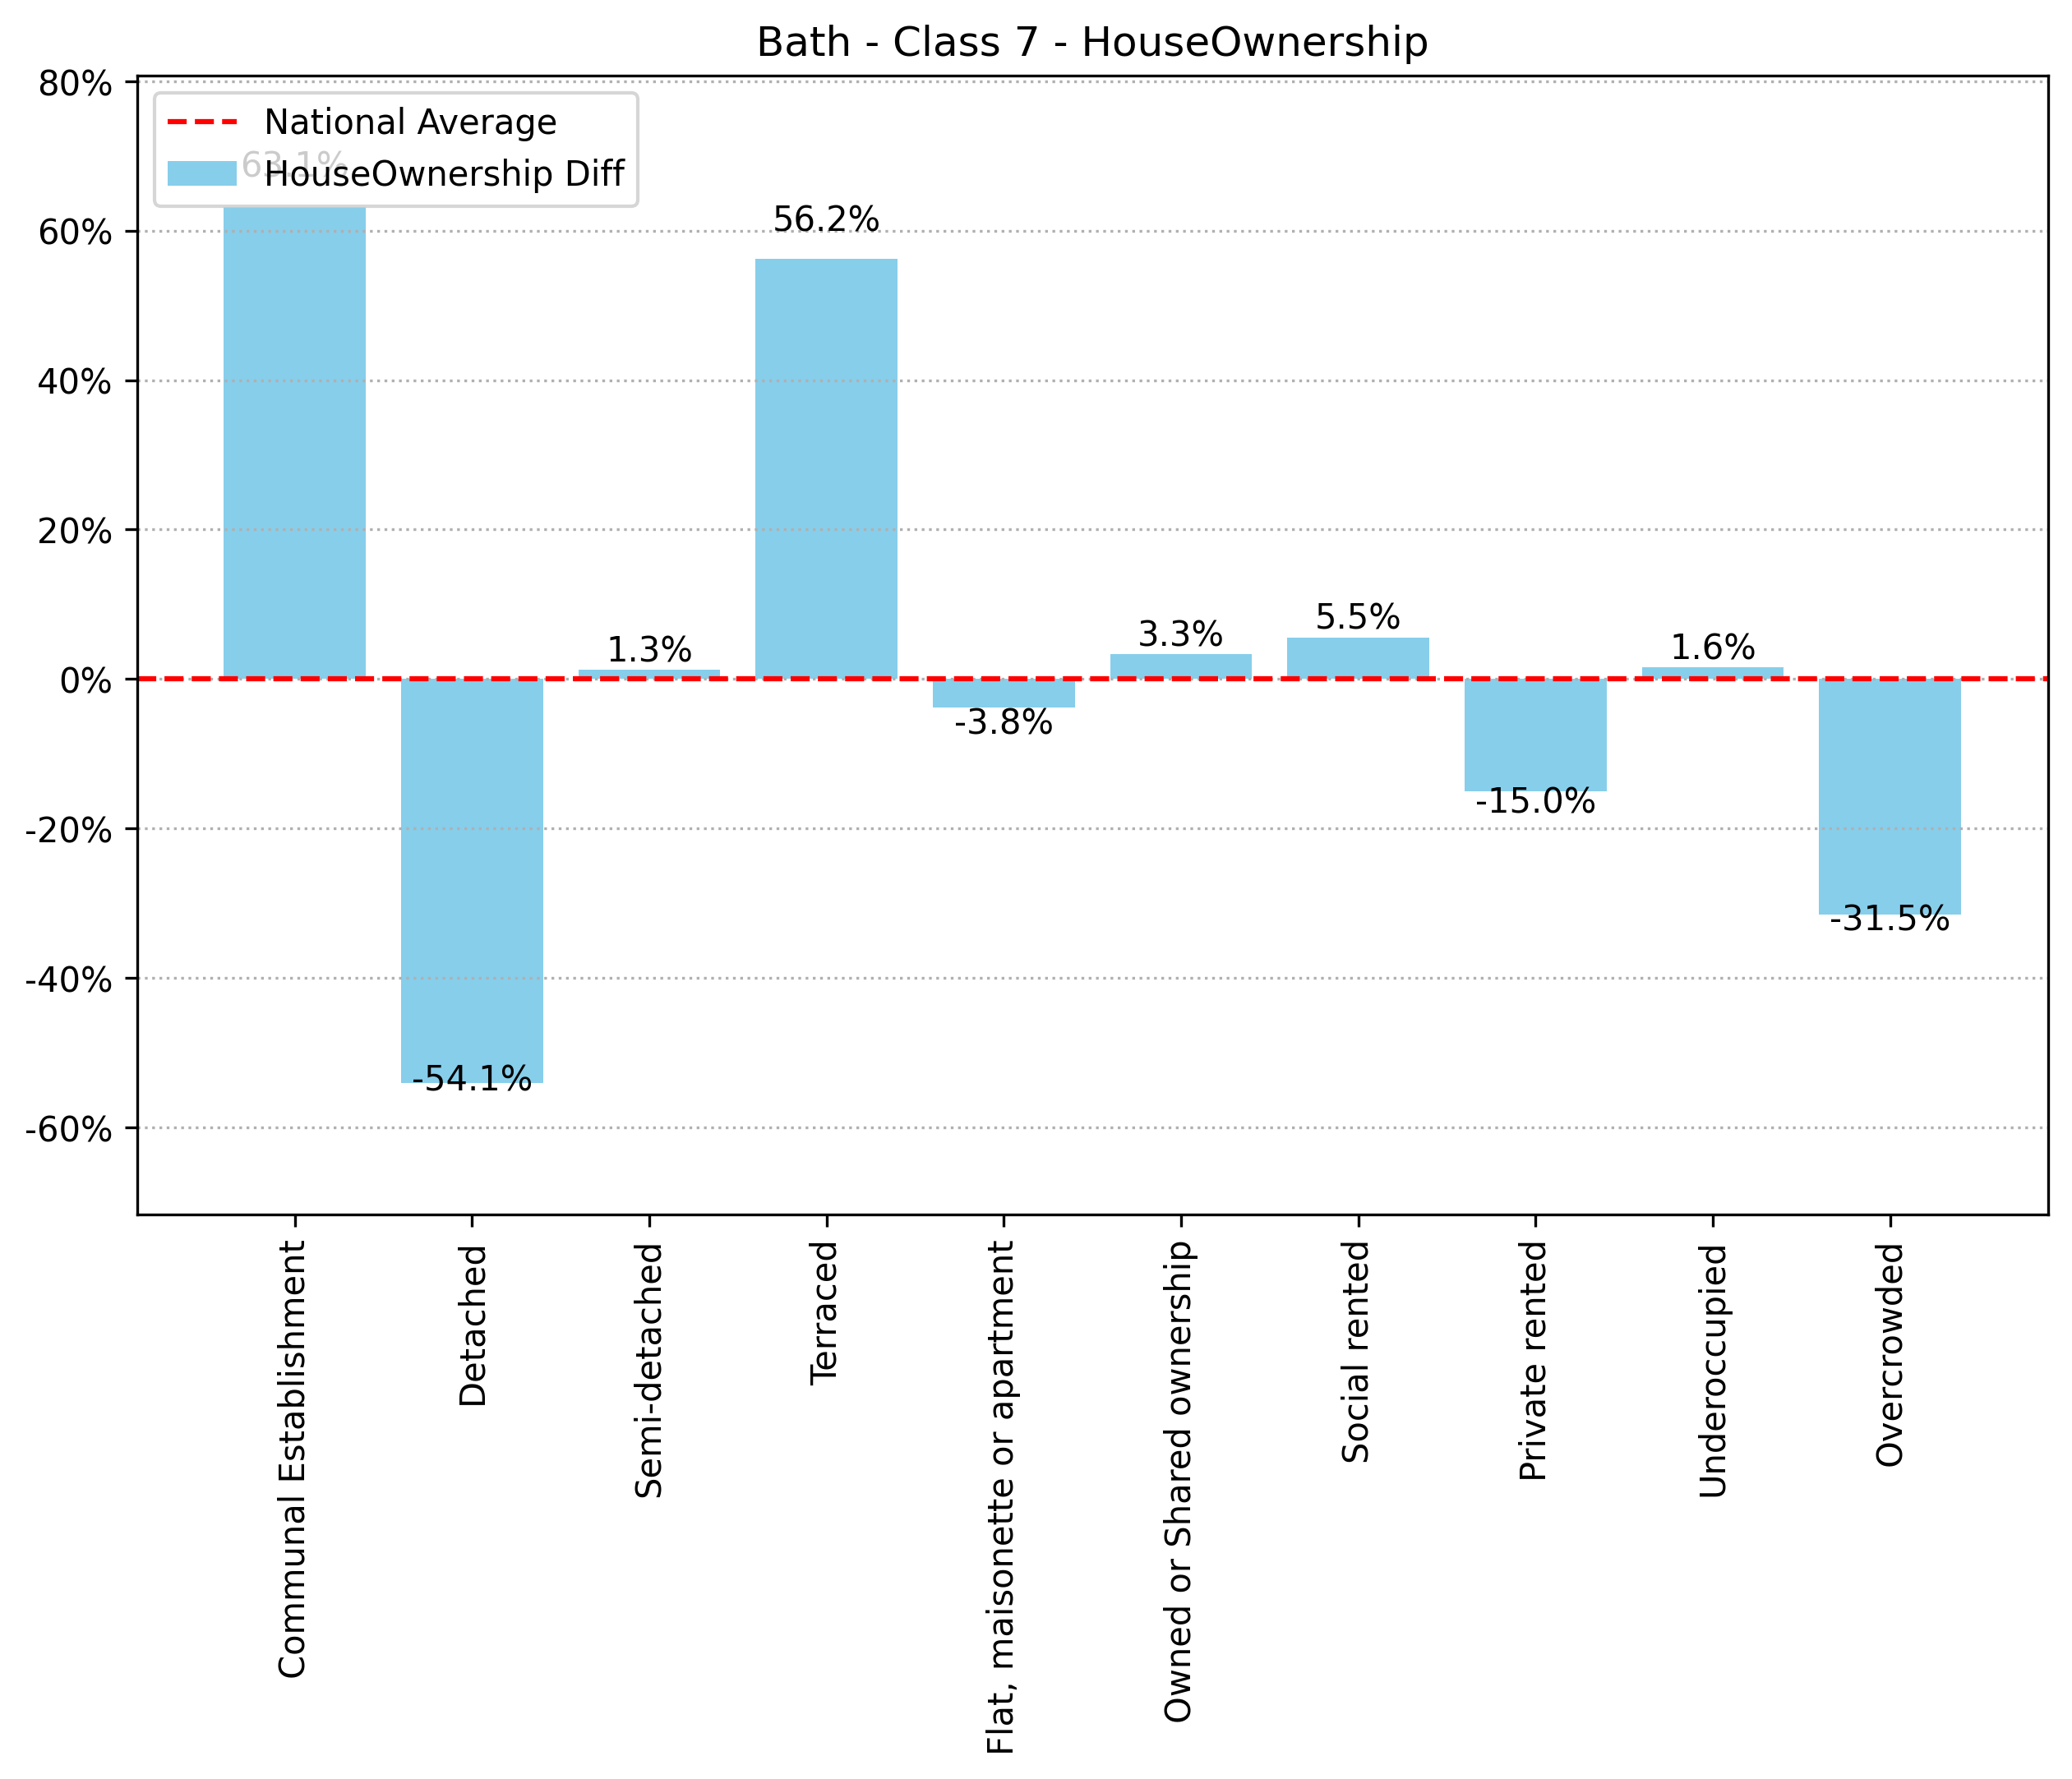 Bath - Class 7 - HouseOwnership
80%
60%
40%
20%
0%
-20%
-40%
-60%
National Average
HouseOwnership Diff
63.1%
-54.1%
1.3%
56.2%
-3.8%
3.3%
5.5%
-15.0%
1.6%
-31.5%
Communal Establishment
Detached
Semi-detached
Terraced
Flat, maisonette or apartment
Owned or Shared ownership
Social rented
Private rented
Underoccupied
Overcrowded